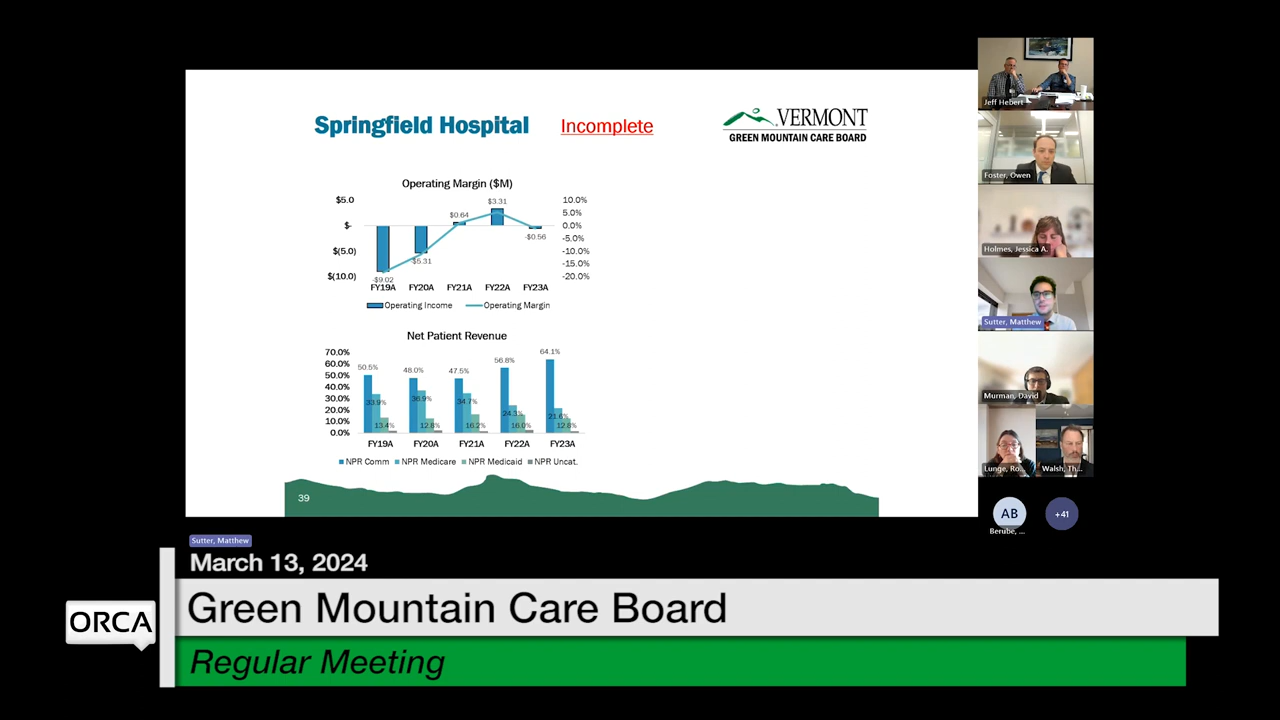 Springfield Hospital
Incomplete
VERMONT
GREEN MOUNTAIN CARE BOARD
Operating Margin ($M)
$5.0
$-
$(5.0)
$(10.0)
10.0%
5.0%
0.0%
-5.0%
-10.0%
-15.0%
-20.0%
-$9.02
$5.31
$0.64
$3.31
-$0.56
FY19A FY20A FY21A FY22A FY23A
Operating Income Operating Margin
Net Patient Revenue
70.0%
60.0%
50.0%
40.0%
30.0%
20.0%
10.0%
0.0%
50.5% 48.0% 47.5% 56.8% 64.1%
33.9% 36.9% 34.7% 24.3% 21.6%
13.4% 12.8% 16.2% 16.0% 12.8%
FY19A FY20A FY21A FY22A FY23A
NPR Comm NPR Medicare NPR Medicaid NPR Uncat.
39
Jeff Hebert
Foster, Owen
Holmes, Jessica A.
Sutter, Matthew
Murman, David
Lunge, Ro...
Walsh, Th...
AB
+41
Berube, ...
Sutter, Matthew
March 13, 2024
ORCA
Green Mountain Care Board
Regular Meeting